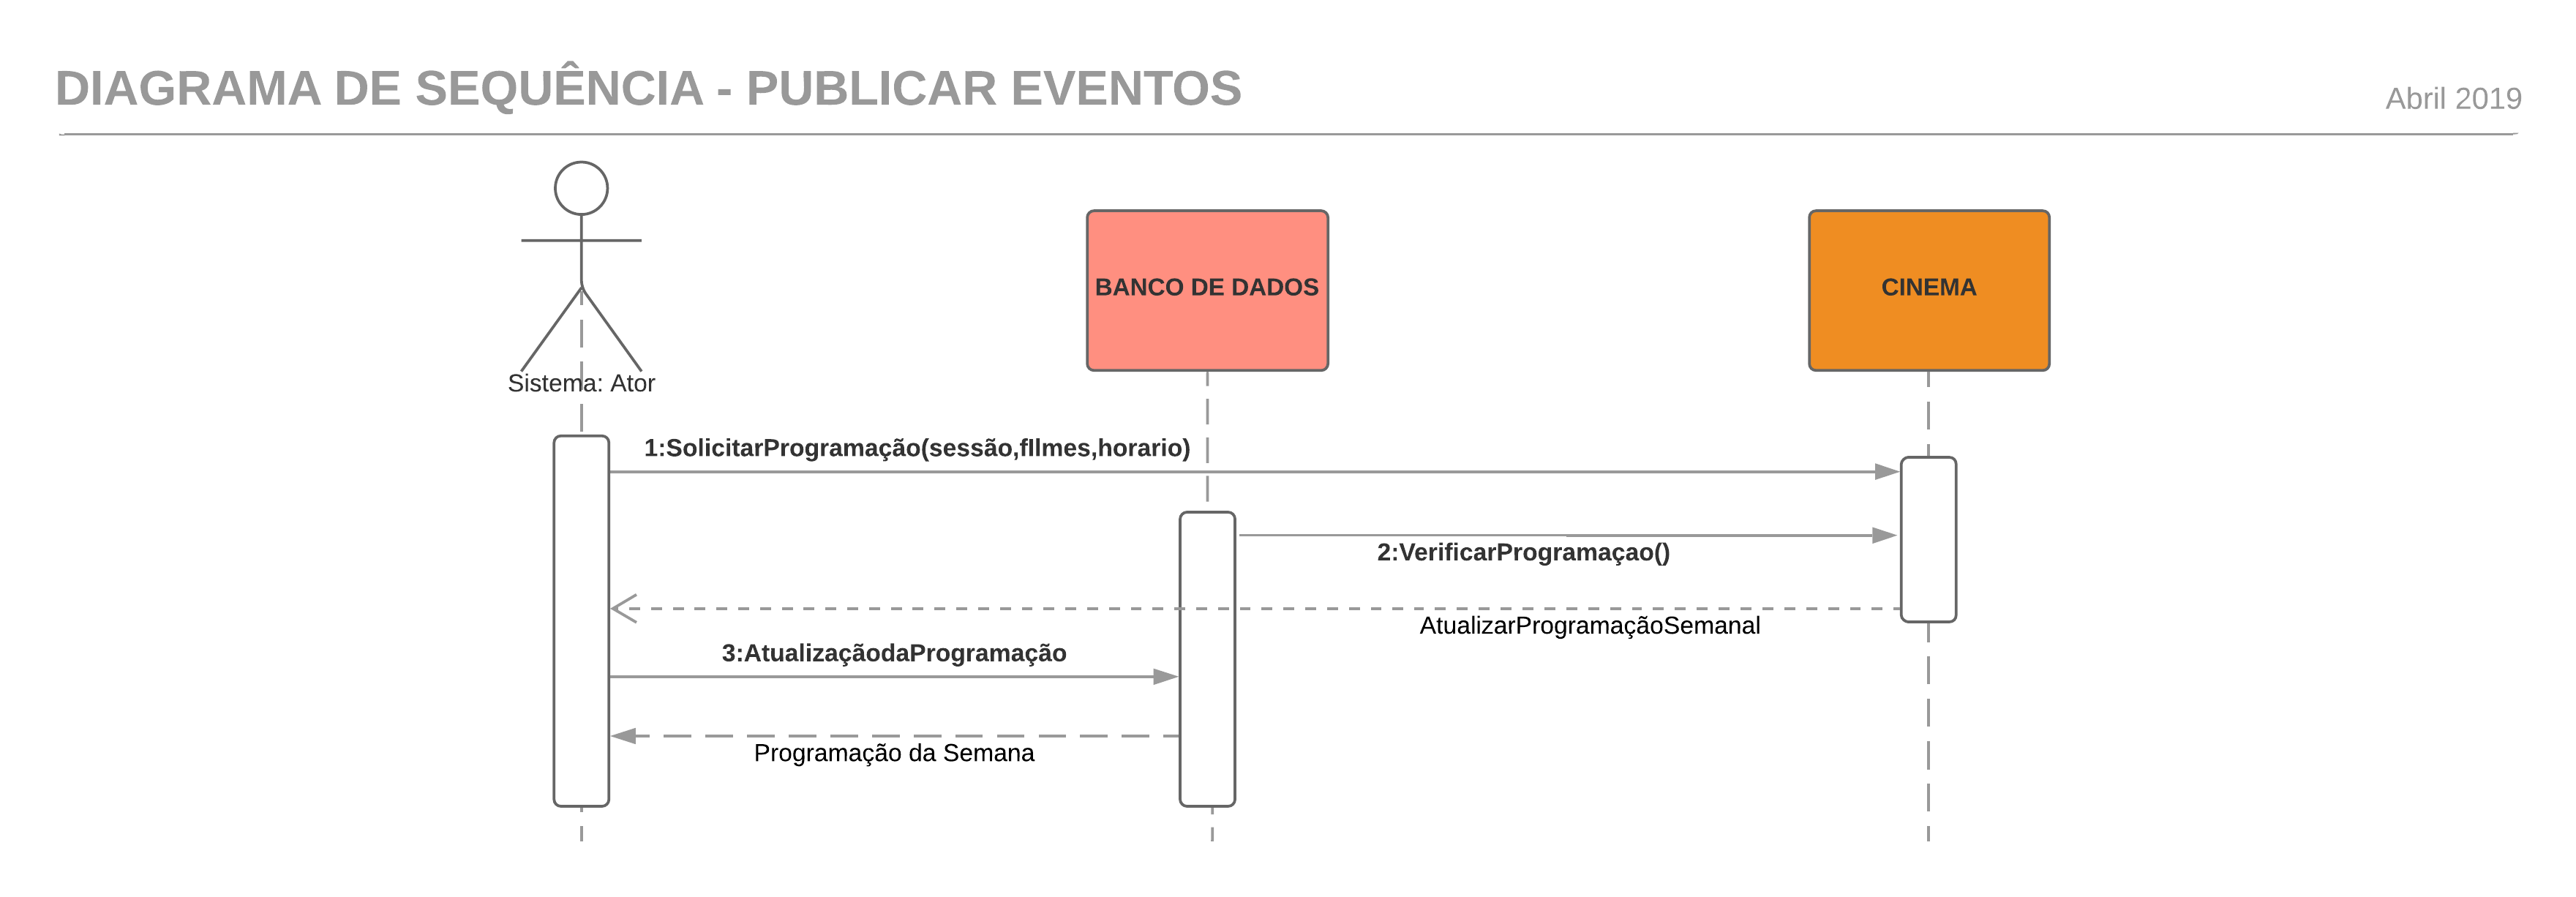 DIAGRAMA DE SEQUÊNCIA - PUBLICAR EVENTOS
Abril 2019
BANCO DE DADOS
CINEMA
Sistema: Ator
1:SolicitarProgramação(sessão,fIlmes,horario)
2:VerificarProgramaçao()
AtualizarProgramaçãoSemanal
3:AtualizaçãodaProgramação
Programação da Semana